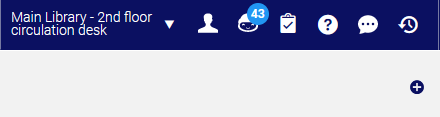 Main Library - 2nd floor
circulation desk
43
?